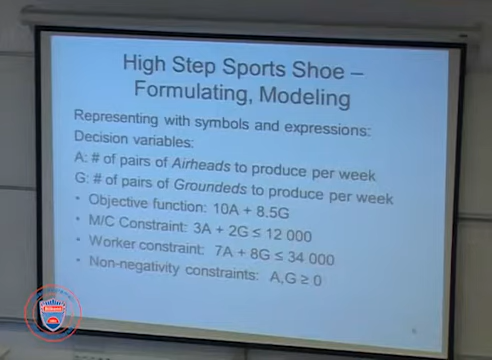 High Step Sports Shoe –
Formulating, Modeling
Representing with symbols and expressions:
Decision variables:
A: # of pairs of Airheads to produce per week
G: # of pairs of Groundeds to produce per week
• Objective function: 10A + 8.5G
• M/C Constraint: 3A + 2G ≤ 12 000
• Worker constraint: 7A + 8G ≤ 34 000
• Non-negativity constraints: A,G ≥ 0